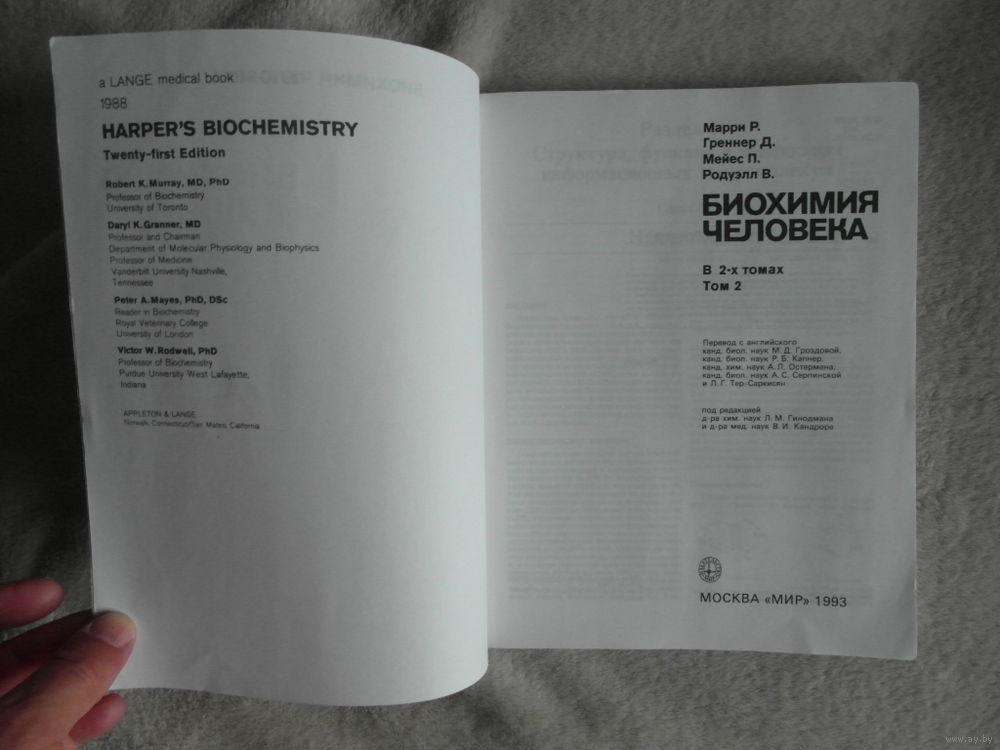 a LANGE medical book
1988
HARPER'S BIOCHEMISTRY
Twenty-first Edition
Robert K. Murray, MD, PhD
Professor of Biochemistry
University of Toronto
Daryl K. Granner, MD
Professor and Chairman
Department of Molecular Physiology and Biophysics
Professor of Medicine
Vanderbilt University Nashville,
Tennessee
Peter A. Mayes, PhD, DSc
Reader in Biochemistry
Royal Veterinary College
University of London
Victor W. Rodwell, PhD
Professor of Biochemistry
Purdue University West Lafayette,
Indiana
APPLETON & LANGE
Norwalk, Connecticut/San Mateo, California
Марри Р.
Греннер Д.
Мейес П.
Родуэлл В.
БИОХИМИЯ
ЧЕЛОВЕКА
В 2-х томах
Том 2
Перевод с английского
канд. биол. наук М. Д. Гроздовой,
канд. биол. наук Р. Б. Капнер,
канд. хим. наук А. Л. Остермана,
канд. биол. наук А. С. Серпинской
и Л. Г. Тер-Саркисян
под редакцией
д-ра хим. наук Л. М. Гинодмана
и д-ра мед. наук В. И. Кандрора
МОСКВА «МИР» 1993
www.ay.by